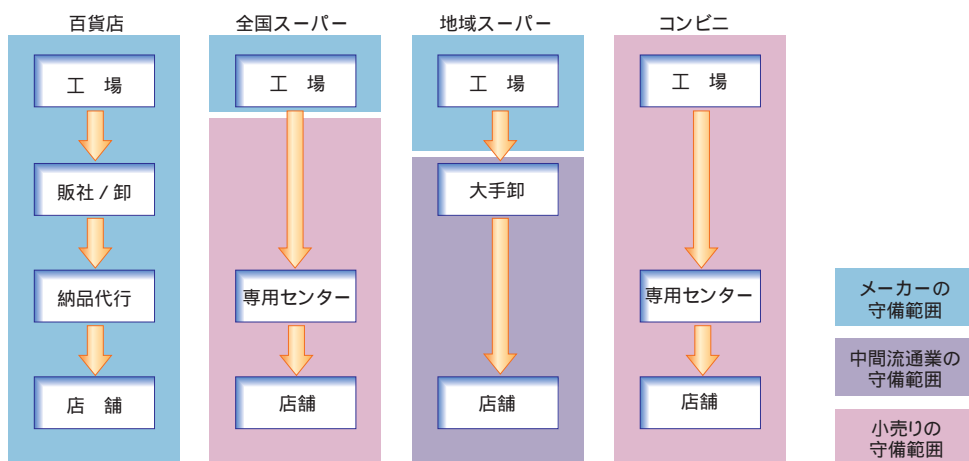 百貨店
全国スーパー
地域スーパー
コンビニ
工 場
工 場
工 場
工 場
販社/卸
大手卸
納品代行
専用センター
専用センター
店 舗
店舗
店舗
店舗
メーカーの
守備範囲
中間流通業の
守備範囲
小売りの
守備範囲